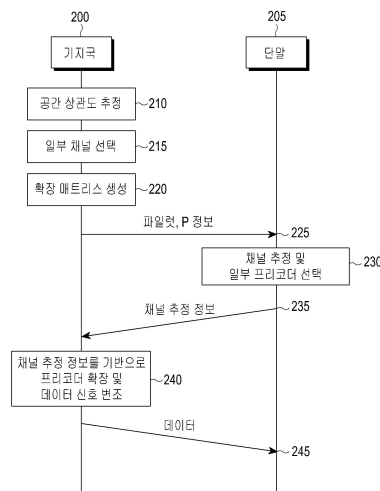 200
205
기지국
단말
공간 상관도 추정
210
일부 채널 선택
215
확장 매트리스 생성
220
파일럿, P 정보
225
채널 추정 및
일부 프리코더 선택
230
235
채널 추정 정보
채널 추정 정보를 기반으로
프리코더 확장 및
데이터 신호 변조
240
데이터
245